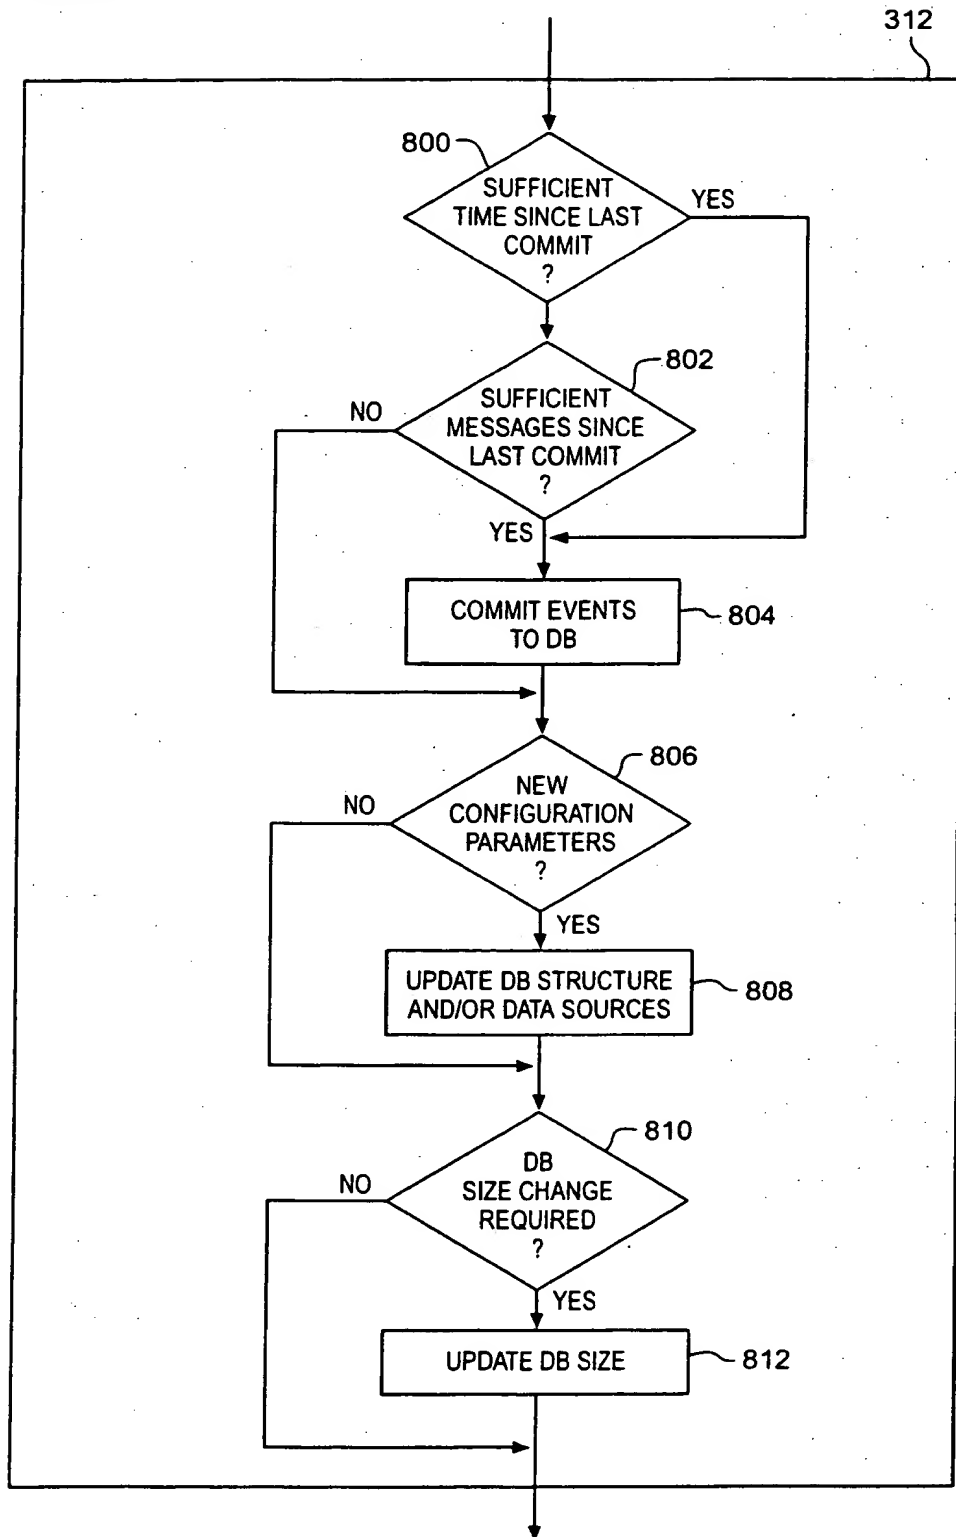 312
800
SUFFICIENT
TIME SINCE LAST
COMMIT
?
YES
802
SUFFICIENT
MESSAGES SINCE
LAST COMMIT
?
NO
YES
COMMIT EVENTS
TO DB
804
806
NEW
CONFIGURATION
PARAMETERS
?
NO
YES
UPDATE DB STRUCTURE
AND/OR DATA SOURCES
808
810
DB
SIZE CHANGE
REQUIRED
?
NO
YES
UPDATE DB SIZE
812